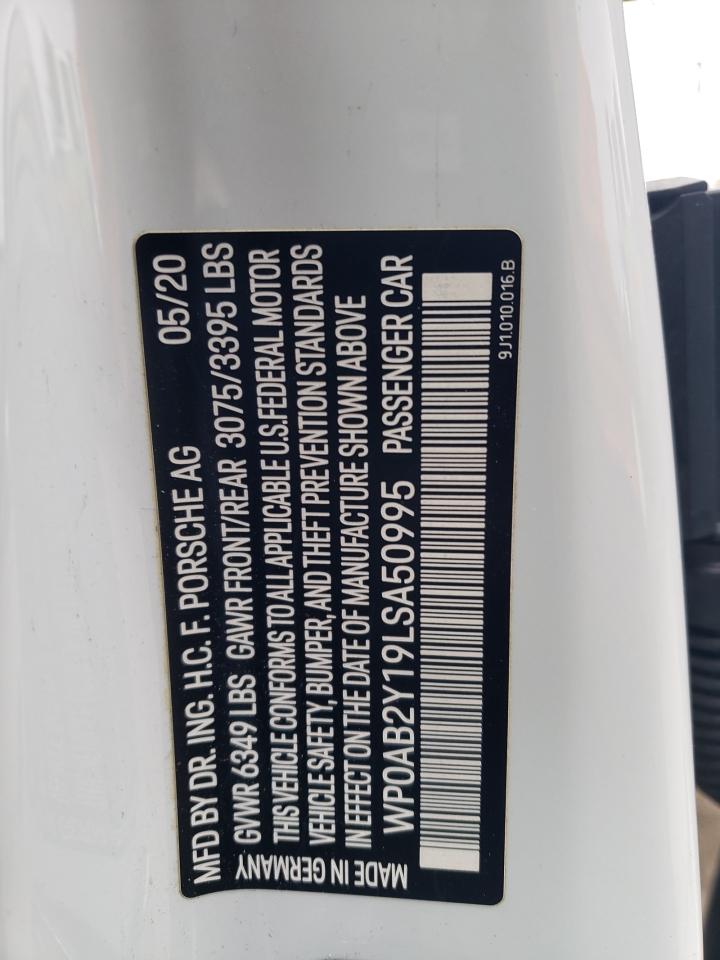 MFD BY DR. ING. H.C. F. PORSCHE AG 05/20
GVWR 6349 LBS GAWR FRONT/REAR 3075/3395 LBS
THIS VEHICLE CONFORMS TO ALL APPLICABLE U.S. FEDERAL MOTOR
VEHICLE SAFETY, BUMPER, AND THEFT PREVENTION STANDARDS
IN EFFECT ON THE DATE OF MANUFACTURE SHOWN ABOVE
WP0AB2Y19LSA50995 PASSENGER CAR
MADE IN GERMANY
9J1.010.016.B